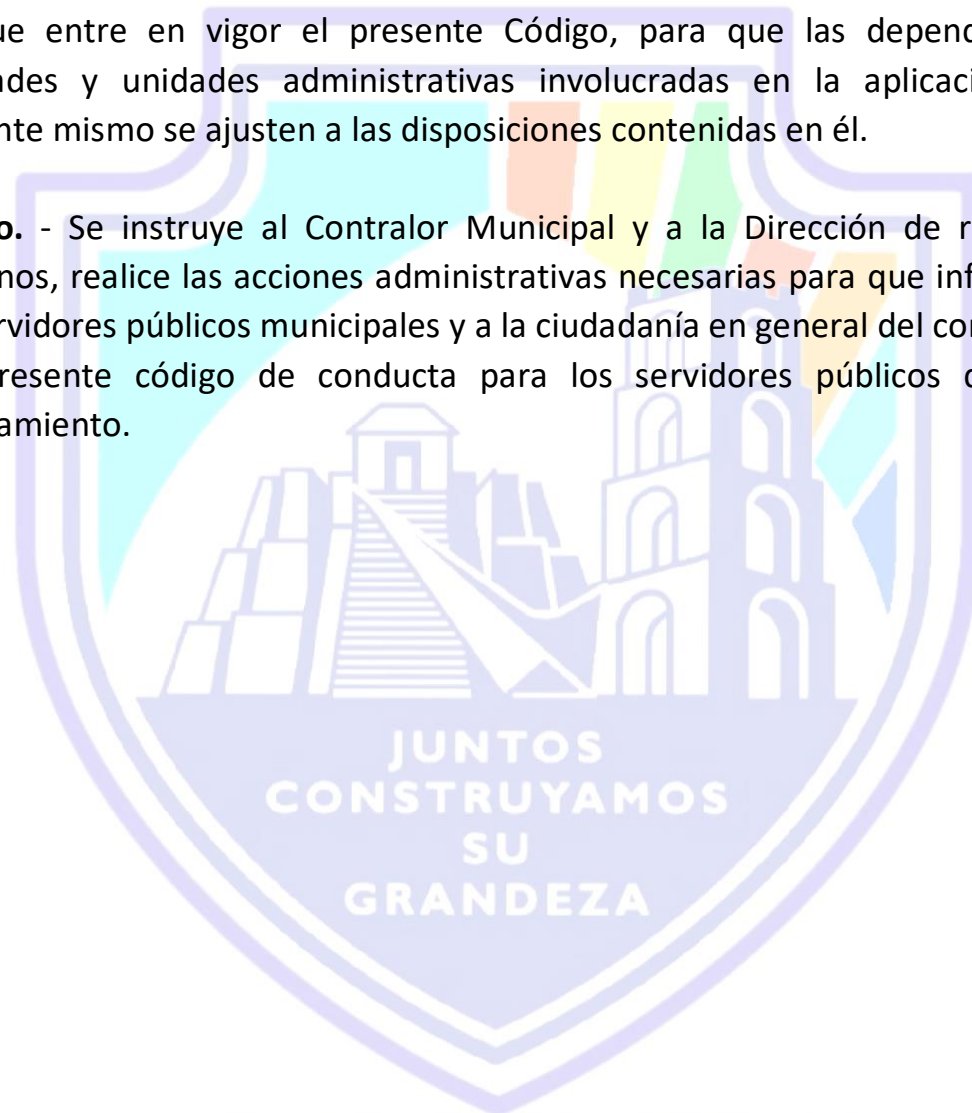 ue entre en vigor el presente Código, para que las depend
ades y unidades administrativas involucradas en la aplicaci
nte mismo se ajusten a las disposiciones contenidas en él.
o. - Se instruye al Contralor Municipal y a la Dirección de r
nos, realice las acciones administrativas necesarias para que inf
rvidores públicos municipales y a la ciudadanía en general del co
resente código de conducta para los servidores públicos
amiento.
JUNTOS
CONSTRUYAMOS
SU
GRANDEZA